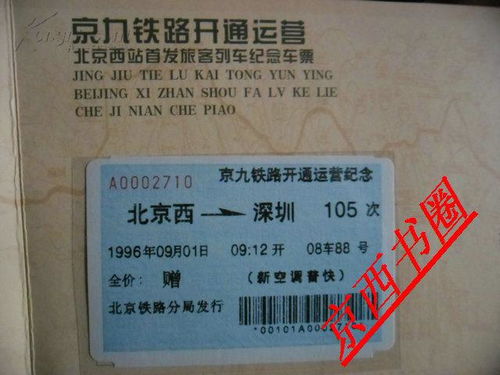 京九铁路开通运营
北京西站首发旅客列车纪念车票
JING JIU TIE LU KAI TONG YUN YING
BEIJING XI ZHAN SHOU FA LV KE LIE
CHE JI NIAN CHE PIAO
A0002710 京九铁路开通运营纪念
北京西 → 深圳 105 次
1996年09月01日 09:12 开 08车88 号
全价: 赠 (新空调普快)
北京铁路分局发行
*00101A0002710
京西书圈